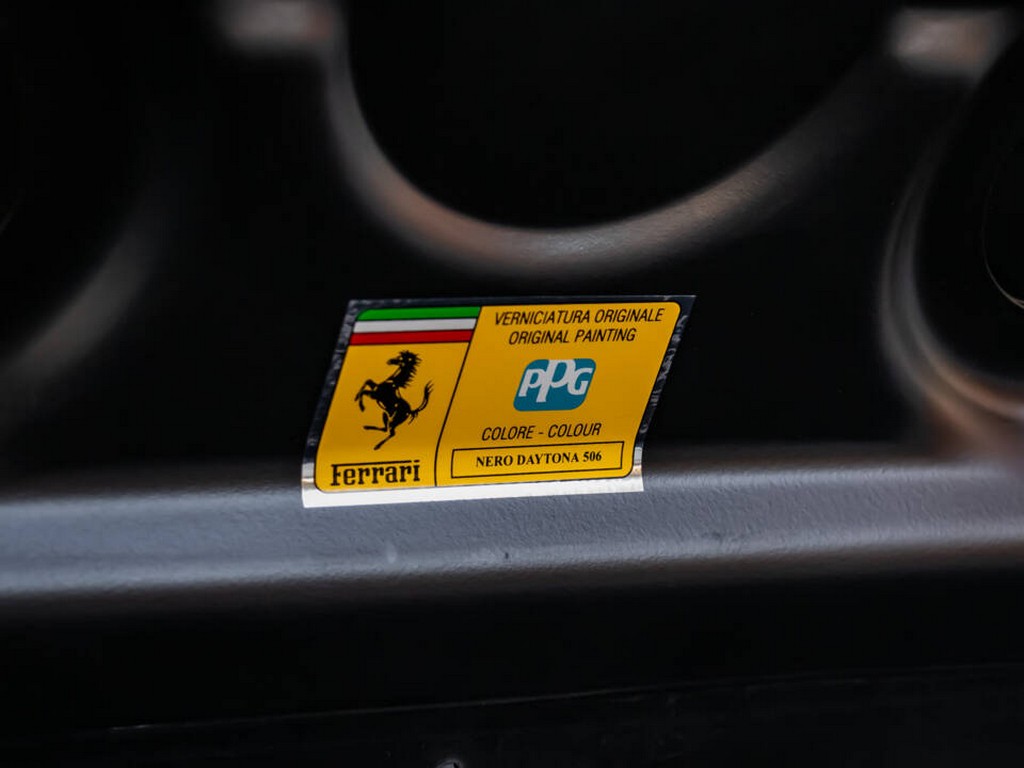 VERNICIATURA ORIGINALE
ORIGINAL PAINTING
PPG
COLORE - COLOUR
NERO DAYTONA 506
Ferrari